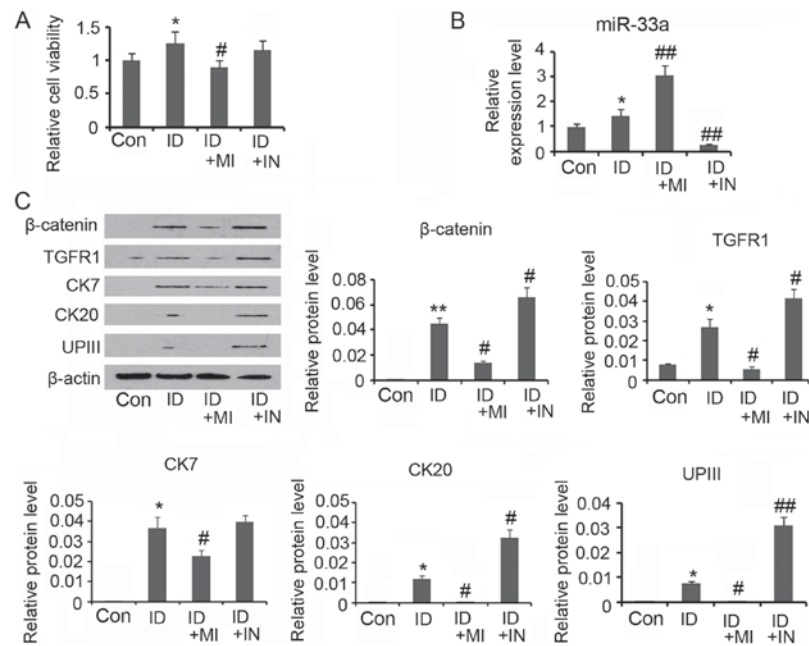 A
Relative cell viability
1.5
1
0.5
0
*
#
Con ID ID ID
+MI +IN
B
miR-33a
Relative
expression level
4
3
2
1
0
*
##
##
Con ID ID ID
+MI +IN
C
β-catenin
TGFR1
CK7
CK20
UPIII
β-actin
Con ID ID ID
+MI +IN
β-catenin
Relative protein level
0.08
0.06
0.04
0.02
0
**
#
#
Con ID ID ID
+MI +IN
TGFR1
Relative protein level
0.05
0.04
0.03
0.02
0.01
0
*
#
#
Con ID ID ID
+MI +IN
CK7
Relative protein level
0.05
0.04
0.03
0.02
0.01
0
*
#
Con ID ID ID
+MI +IN
CK20
Relative protein level
0.05
0.04
0.03
0.02
0.01
0
*
#
#
Con ID ID ID
+MI +IN
UPIII
Relative protein level
0.04
0.03
0.02
0.01
0
*
#
##
Con ID ID ID
+MI +IN